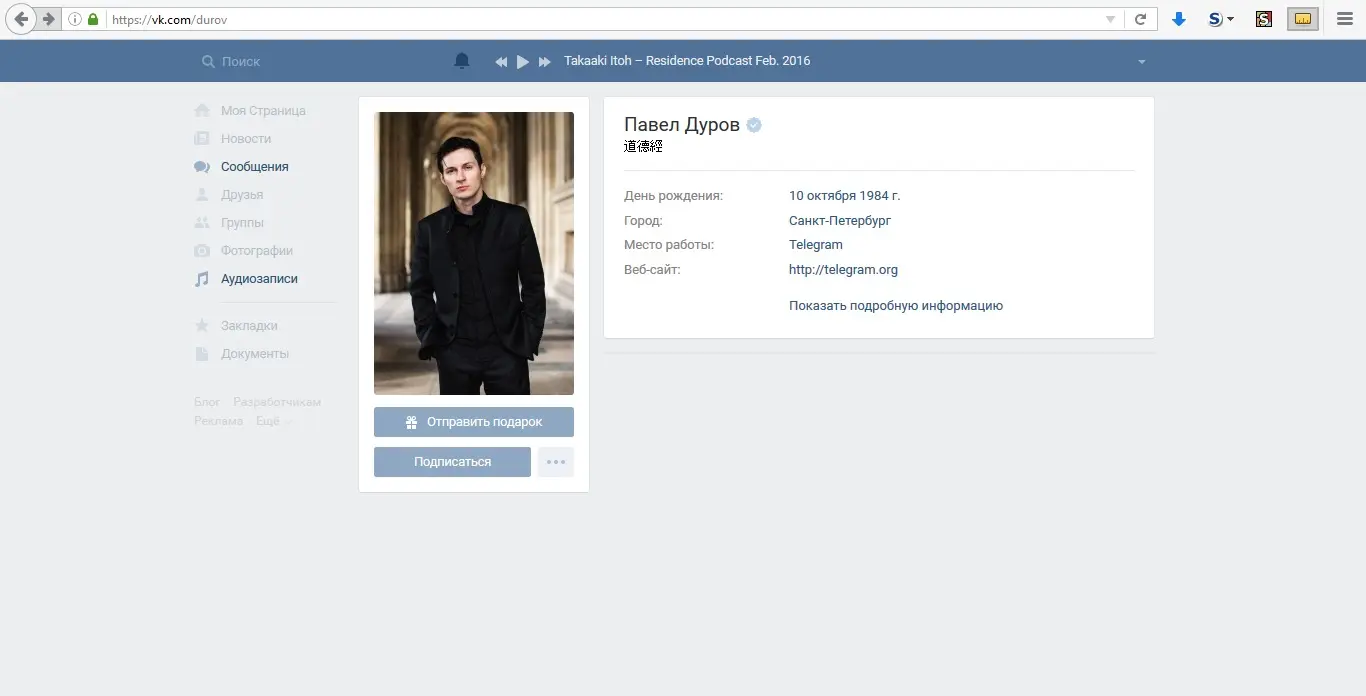 https://vk.com/durov
Поиск
Takaaki Itoh – Residence Podcast Feb. 2016
Моя Страница
Новости
Сообщения
Друзья
Группы
Фотографии
Аудиозаписи
Закладки
Документы
Блог Разработчикам
Реклама Ещё
Отправить подарок
Подписаться
Павел Дуров
道德經
День рождения: 10 октября 1984 г.
Город: Санкт-Петербург
Место работы: Telegram
Веб-сайт: http://telegram.org
Показать подробную информацию